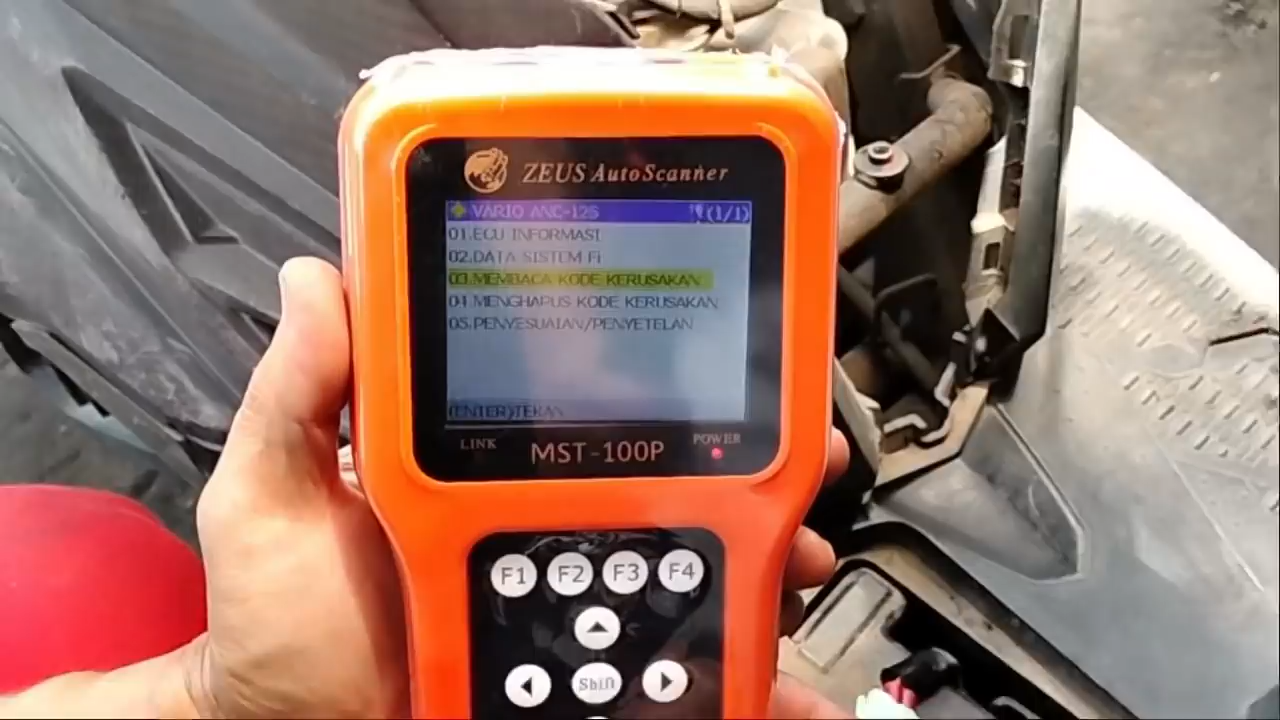 ZEUS AutoScanner
VARIO ANC-125 (1/1)
01.ECU INFORMASI
02.DATA SISTEM Fi
03.MEMBACA KODE KERUSAKAN
04.MENGHAPUS KODE KERUSAKAN
05.PENYESUAIAN/PENYETELAN
(ENTER)TEKAN
LINK
MST-100P
POWER
F1 F2 F3 F4
Shift